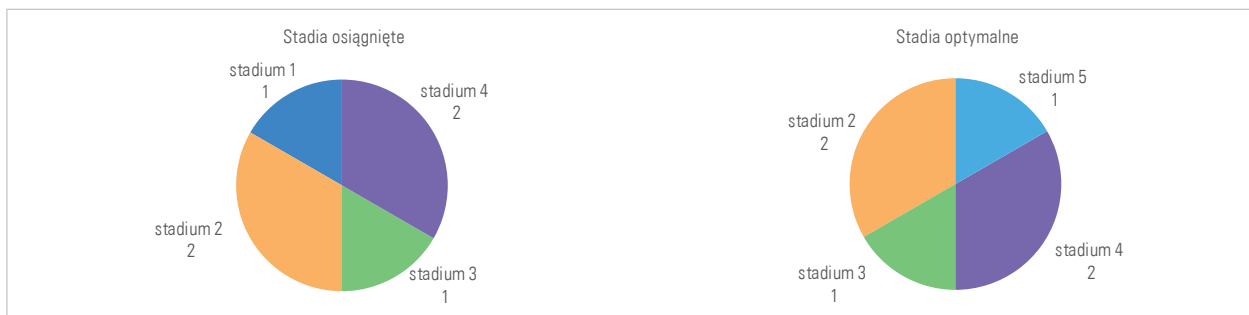 Stadia osiągnięte
stadium 1
1
stadium 4
2
stadium 2
2
stadium 3
1
Stadia optymalne
stadium 5
1
stadium 2
2
stadium 4
2
stadium 3
1